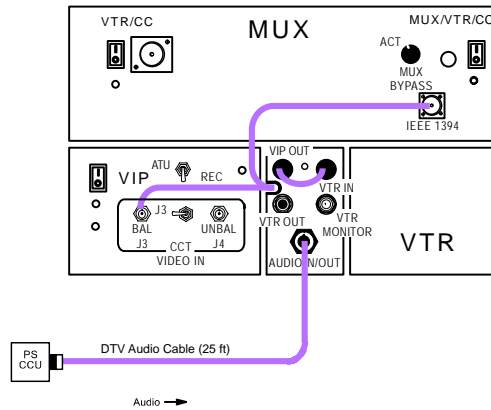 VTR/CC
MUX
MUX/VTR/CC
ACT
MUX
BYPASS
IEEE 1394
VIP
ATU
REC
VIP OUT
VTR IN
J3
BAL
UNBAL
J3
CCT
J4
VIDEO IN
VTR OUT
VTR
MONITOR
AUDIO IN/OUT
VTR
PS
CCU
DTV Audio Cable (25 ft)
Audio